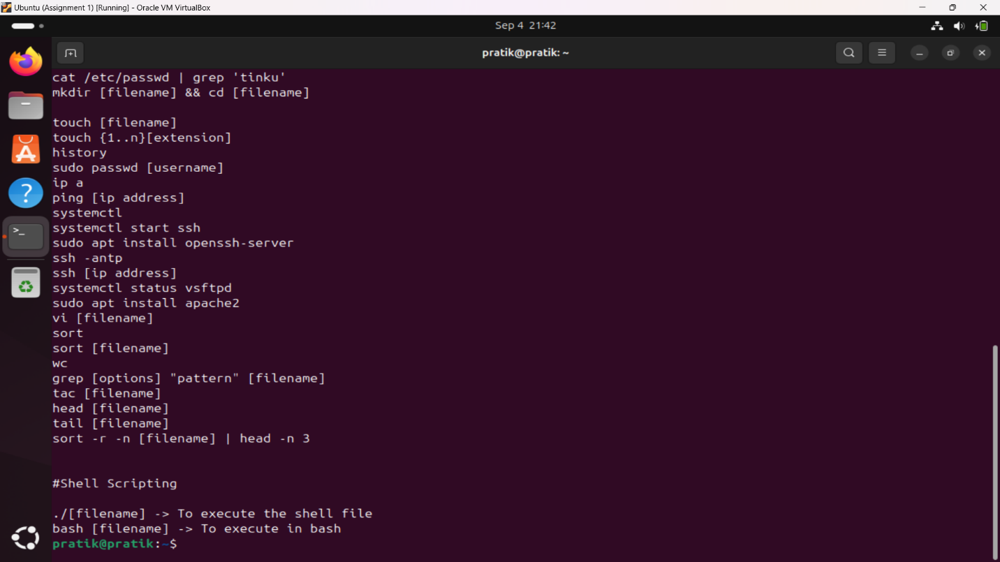 Ubuntu (Assignment 1) [Running] - Oracle VM VirtualBox
Sep 4 21:42
pratik@pratik: ~
cat /etc/passwd | grep 'tinku'
mkdir [filename] && cd [filename]
touch [filename]
touch {1..n}[extension]
history
sudo passwd [username]
ip a
ping [ip address]
systemctl
systemctl start ssh
sudo apt install openssh-server
ssh -antp
ssh [ip address]
systemctl status vsftpd
sudo apt install apache2
vi [filename]
sort
sort [filename]
wc
grep [options] "pattern" [filename]
tac [filename]
head [filename]
tail [filename]
sort -r -n [filename] | head -n 3
#Shell Scripting
./[filename] -> To execute the shell file
bash [filename] -> To execute in bash
pratik@pratik:~$